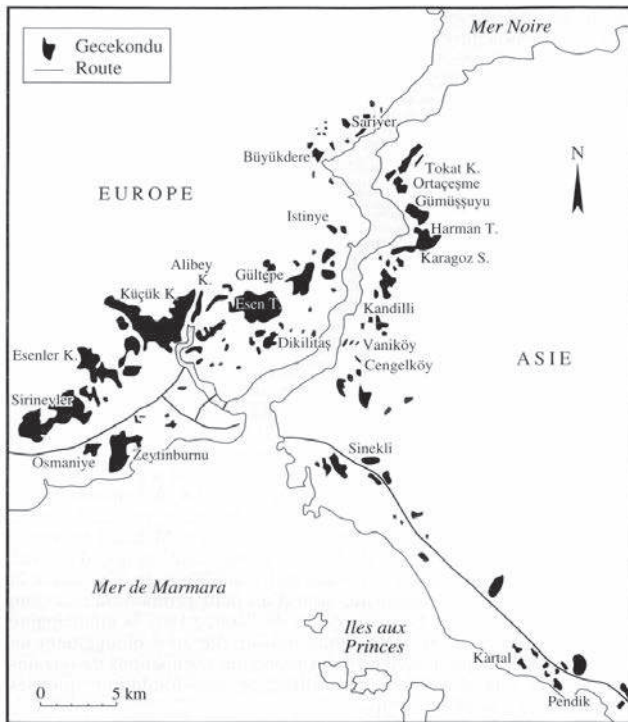 Gecekondu
Route
Mer Noire
Sariyer
Büyükdere
Tokat K.
Ortaçeşme
Gümüşsuyu
N
EUROPE
Harman T.
Istinye
Karagoz S.
Alibey
K.
Gültepe
Küçük K.
Esen T.
Kandilli
Esenler K.
Dikilitaş
Vaniköy
ASIE
Cengelköy
Sirinevler
Sinekli
Osmaniye
Zeytinburnu
Mer de Marmara
Iles aux
Princes
Kartal
Pendik
0 5 km